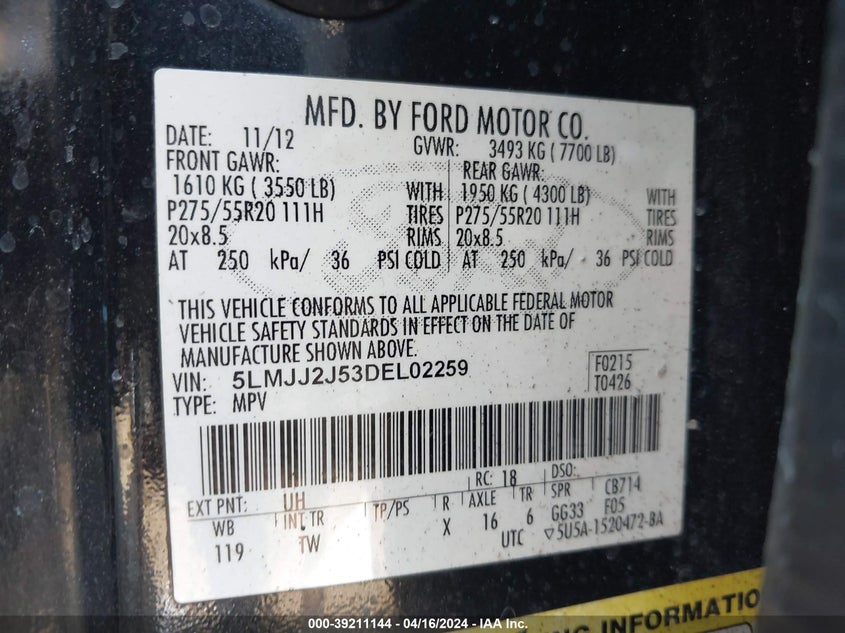 MFD. BY FORD MOTOR CO.
DATE: 11/12 GVWR: 3493 KG ( 7700 LB)
FRONT GAWR: REAR GAWR:
1610 KG ( 3550 LB) WITH 1950 KG ( 4300 LB) WITH
P275/55R20 111H TIRES P275/55R20 111H TIRES
20x8.5 RIMS 20x8.5 RIMS
AT 250 kPa/ 36 PSI COLD AT 250 kPa/ 36 PSI COLD
THIS VEHICLE CONFORMS TO ALL APPLICABLE FEDERAL MOTOR
VEHICLE SAFETY STANDARDS IN EFFECT ON THE DATE OF
MANUFACTURE SHOWN ABOVE.
VIN: 5LMJJ2J53DEL02259 F0215
TYPE: MPV T0426
EXT PNT: UH RC: 18 DSO:
WB INT TR TP/PS R AXLE TR SPR CB714
119 TW X 16 6 GG33 F05
UTC ▽5U5A-1520472-BA
ING INFORMATIO
000-39211144 / 04/16/2024 - IAA, Inc.